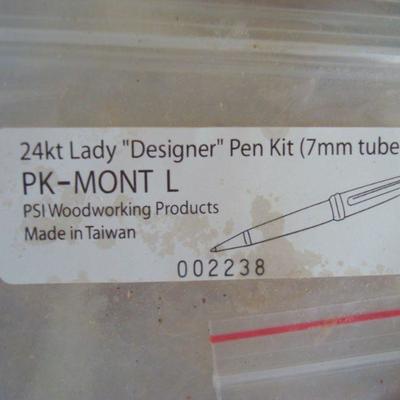 24kt Lady "Designer" Pen Kit (7mm tube
PK-MONT L
PSI Woodworking Products
Made in Taiwan
002238